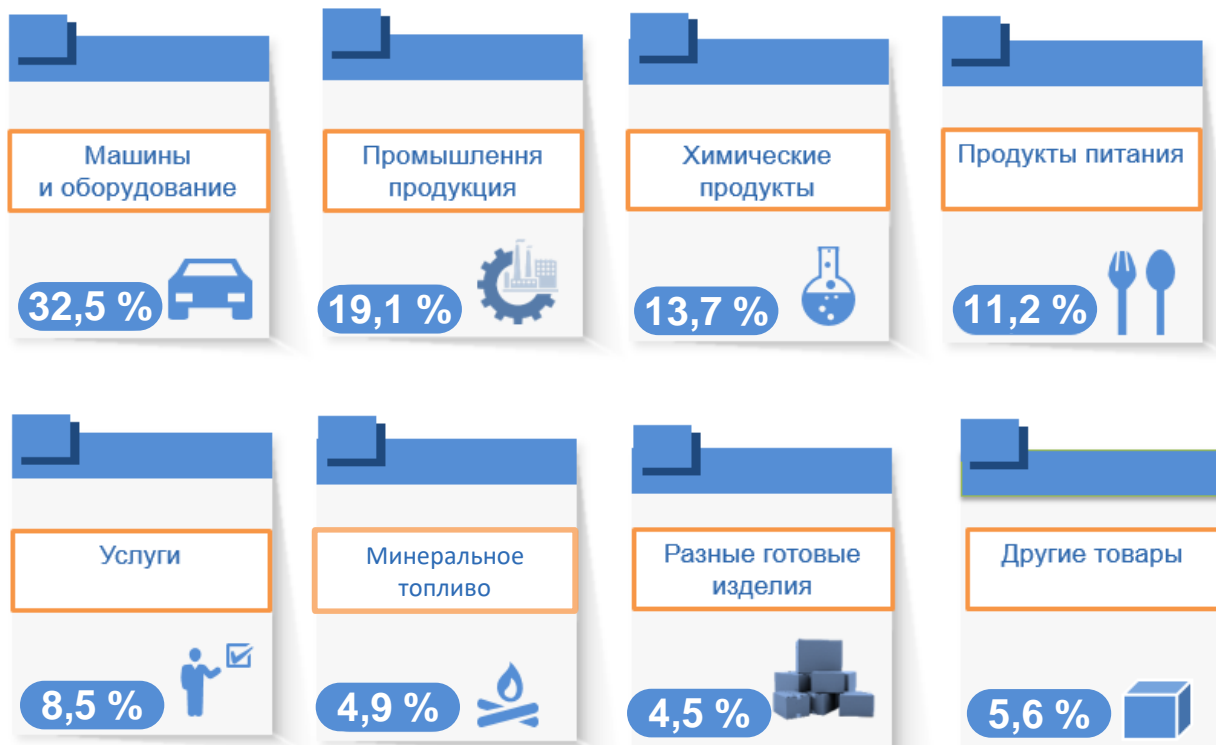 Машины
и оборудование
32,5 %
Промышлення
продукция
19,1 %
Химические
продукты
13,7 %
Продукты питания
11,2 %
Услуги
8,5 %
Минеральное
топливо
4,9 %
Разные готовые
изделия
4,5 %
Другие товары
5,6 %